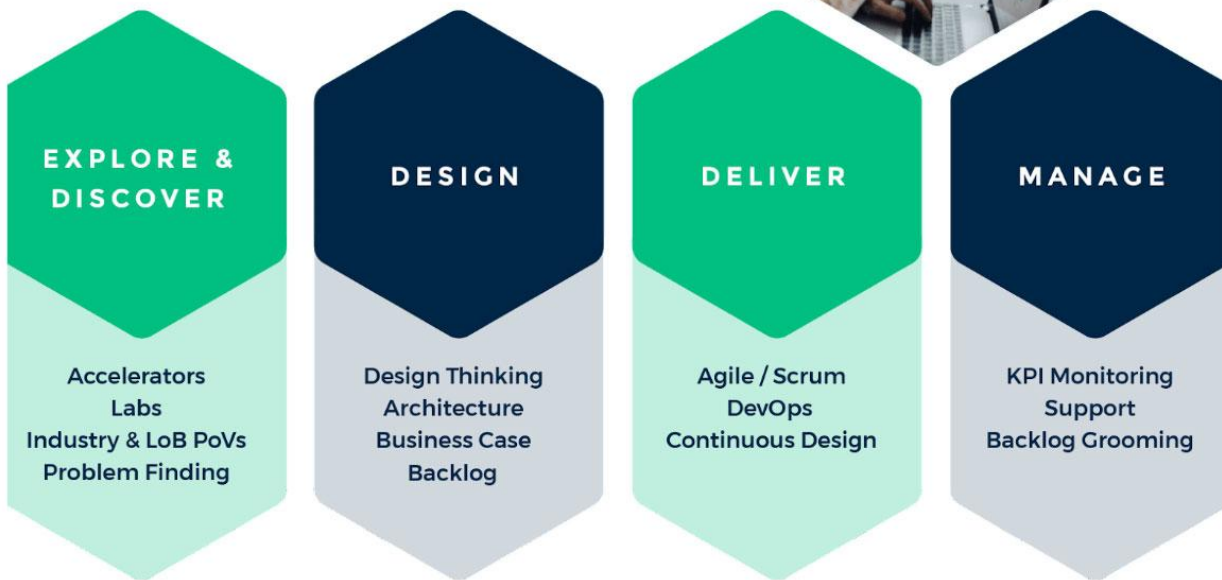 EXPLORE &
DISCOVER
Accelerators
Labs
Industry & LoB PoVs
Problem Finding
DESIGN
Design Thinking
Architecture
Business Case
Backlog
DELIVER
Agile / Scrum
DevOps
Continuous Design
MANAGE
KPI Monitoring
Support
Backlog Grooming